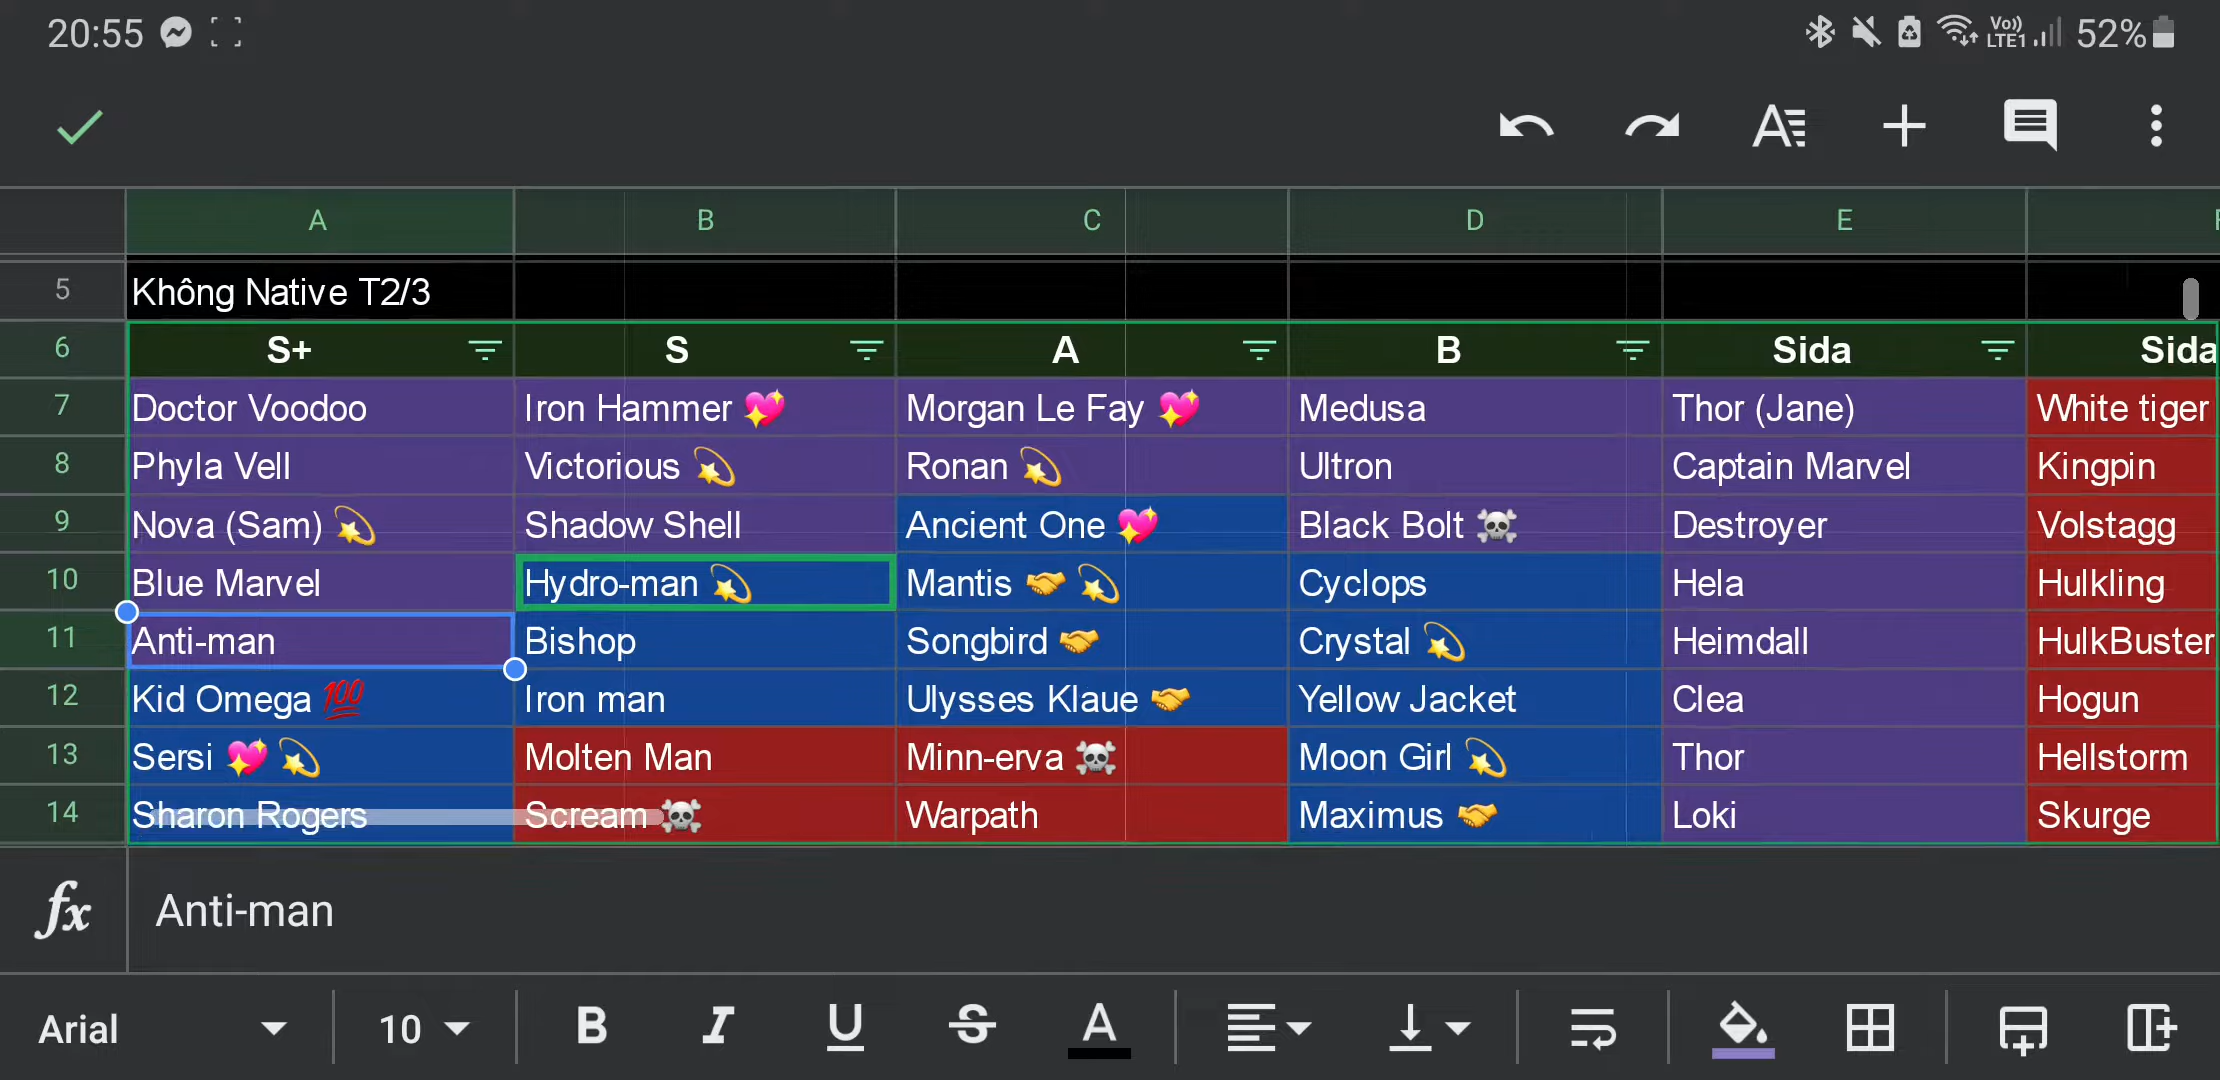 20:55 Vo)) LTE1 52%
A B C D E
5 Không Native T2/3
6 S+ S A B Sida Sida
7 Doctor Voodoo Iron Hammer 💖 Morgan Le Fay 💖 Medusa Thor (Jane) White tiger
8 Phyla Vell Victorious 💫 Ronan 💫 Ultron Captain Marvel Kingpin
9 Nova (Sam) 💫 Shadow Shell Ancient One 💖 Black Bolt ☠️ Destroyer Volstagg
10 Blue Marvel Hydro-man 💫 Mantis 🤝 💫 Cyclops Hela Hulkling
11 Anti-man Bishop Songbird 🤝 Crystal 💫 Heimdall HulkBuster
12 Kid Omega 💯 Iron man Ulysses Klaue 🤝 Yellow Jacket Clea Hogun
13 Sersi 💖 💫 Molten Man Minn-erva ☠️ Moon Girl 💫 Thor Hellstorm
14 Sharon Rogers Scream ☠️ Warpath Maximus 🤝 Loki Skurge
fx Anti-man
Arial 10 B I U S A